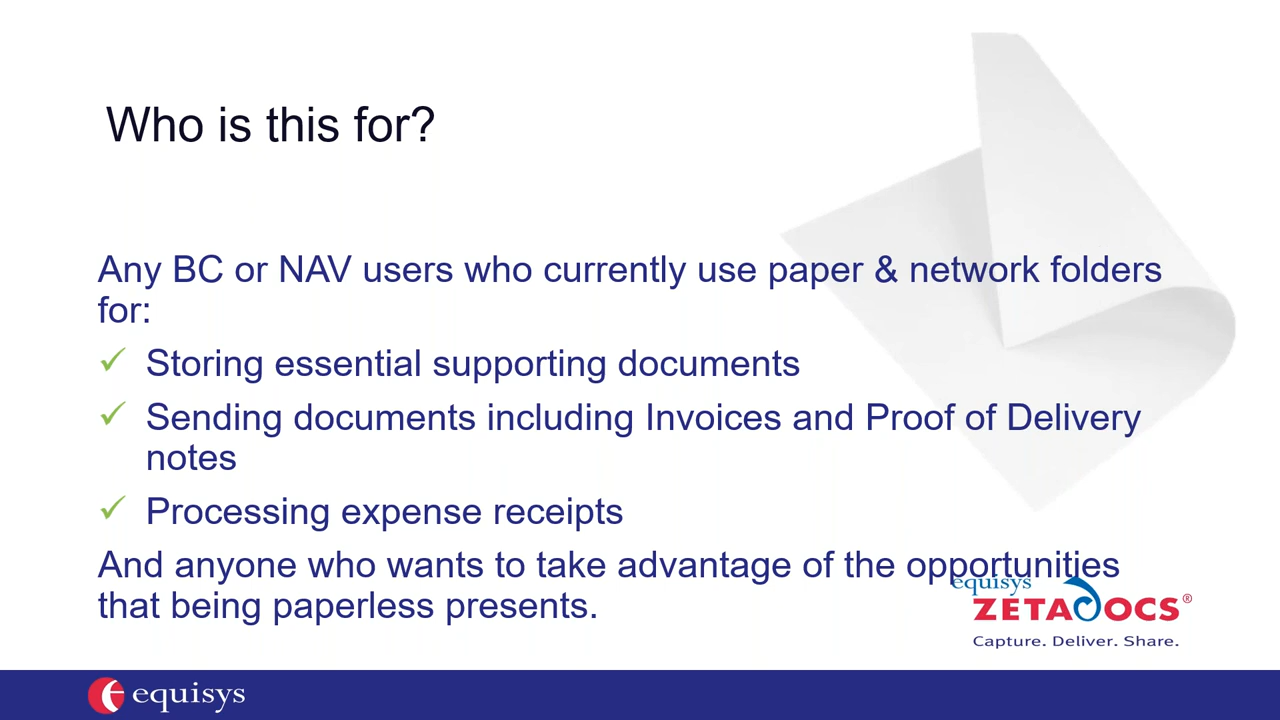 Who is this for?
Any BC or NAV users who currently use paper & network folders
for:
✓ Storing essential supporting documents
✓ Sending documents including Invoices and Proof of Delivery
notes
✓ Processing expense receipts
And anyone who wants to take advantage of the opportunities
that being paperless presents.
equisys
ZETADOCS®
Capture. Deliver. Share.
equisys